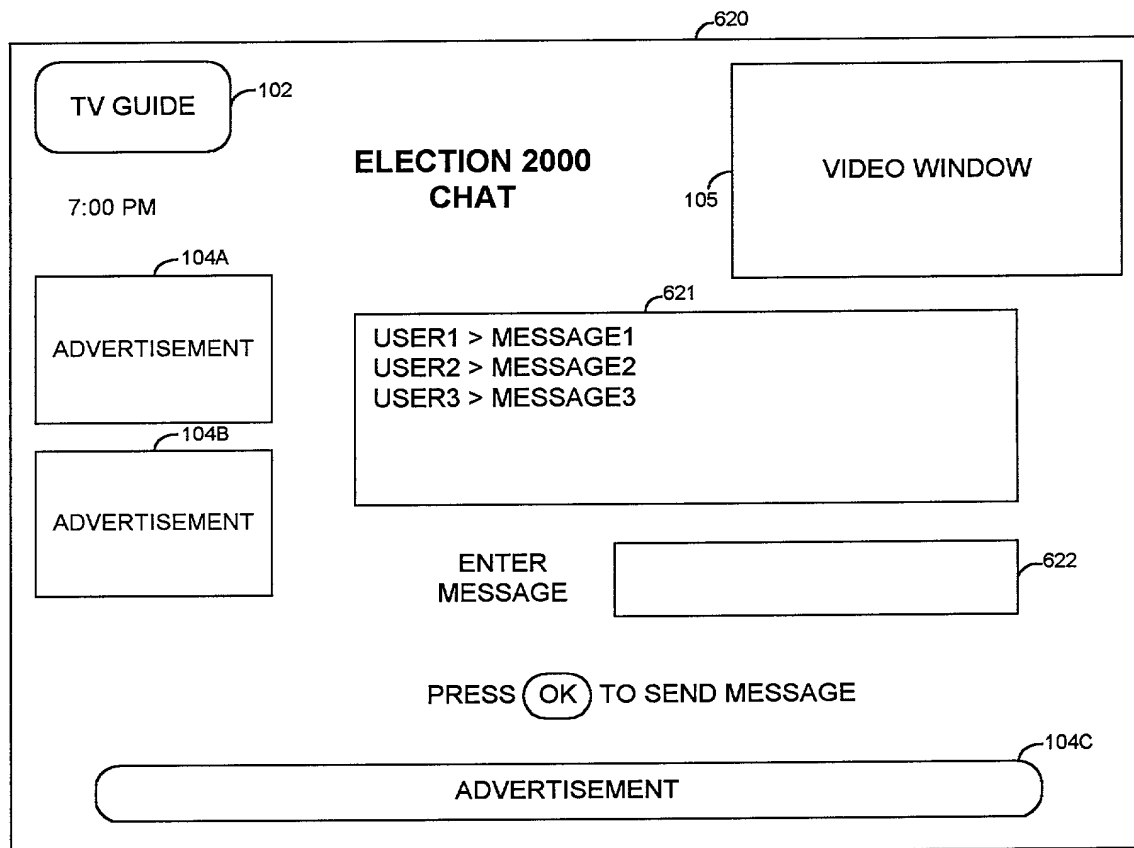 620
TV GUIDE
102
ELECTION 2000
CHAT
VIDEO WINDOW
105
7:00 PM
104A
ADVERTISEMENT
621
USER1 > MESSAGE1
USER2 > MESSAGE2
USER3 > MESSAGE3
104B
ADVERTISEMENT
ENTER
MESSAGE
622
PRESS OK TO SEND MESSAGE
104C
ADVERTISEMENT